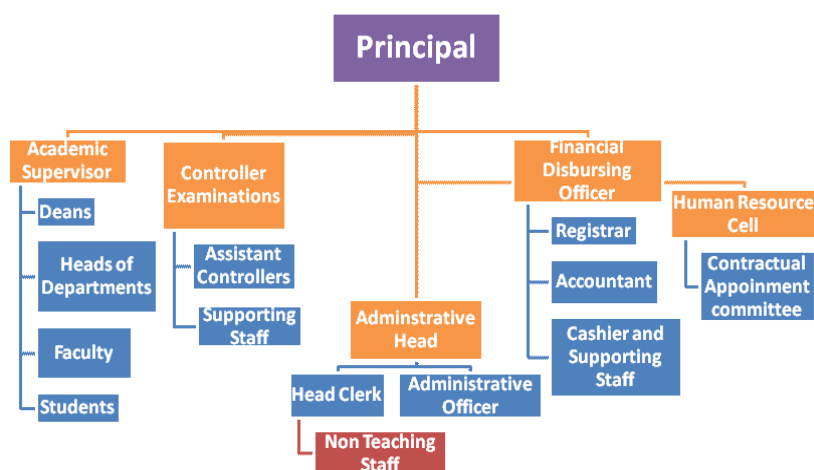 Principal
Academic
Supervisor
Deans
Heads of
Departments
Faculty
Students
Controller
Examinations
Assistant
Controllers
Supporting
Staff
Adminstrative
Head
Head Clerk
Non Teaching
Staff
Administrative
Officer
Financial
Disbursing
Officer
Registrar
Accountant
Cashier and
Supporting
Staff
Human Resource
Cell
Contractual
Appoinment
committee